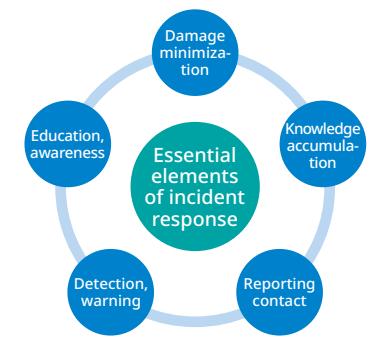 Damage
minimiza-
tion
Education,
awareness
Knowledge
accumula-
tion
Essential
elements
of incident
response
Detection,
warning
Reporting
contact